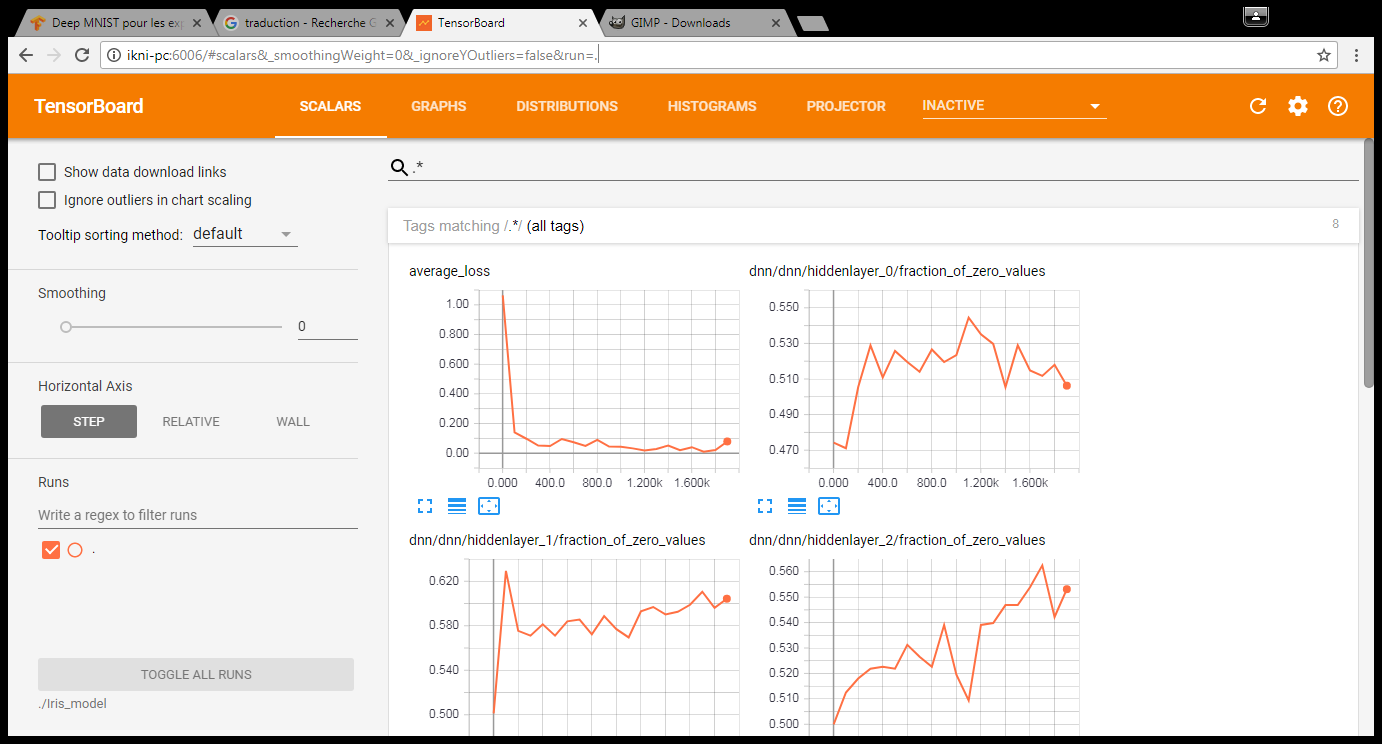 Deep MNIST pour les exp
traduction - Recherche G
TensorBoard
GIMP - Downloads
ikni-pc:6006/#scalars&_smoothingWeight=0&_ignoreYOutliers=false&run=.
TensorBoard
SCALARS
GRAPHS
DISTRIBUTIONS
HISTOGRAMS
PROJECTOR
INACTIVE
Show data download links
Ignore outliers in chart scaling
Tooltip sorting method: default
Smoothing
0
Horizontal Axis
STEP
RELATIVE
WALL
Runs
Write a regex to filter runs
.
TOGGLE ALL RUNS
./Iris_model
.*
Tags matching /.*/ (all tags)
8
average_loss
1.00
0.800
0.600
0.400
0.200
0.00
0.000 400.0 800.0 1.200k 1.600k
dnn/dnn/hiddenlayer_0/fraction_of_zero_values
0.550
0.530
0.510
0.490
0.470
0.000 400.0 800.0 1.200k 1.600k
dnn/dnn/hiddenlayer_1/fraction_of_zero_values
0.620
0.580
0.540
0.500
dnn/dnn/hiddenlayer_2/fraction_of_zero_values
0.560
0.550
0.540
0.530
0.520
0.510
0.500